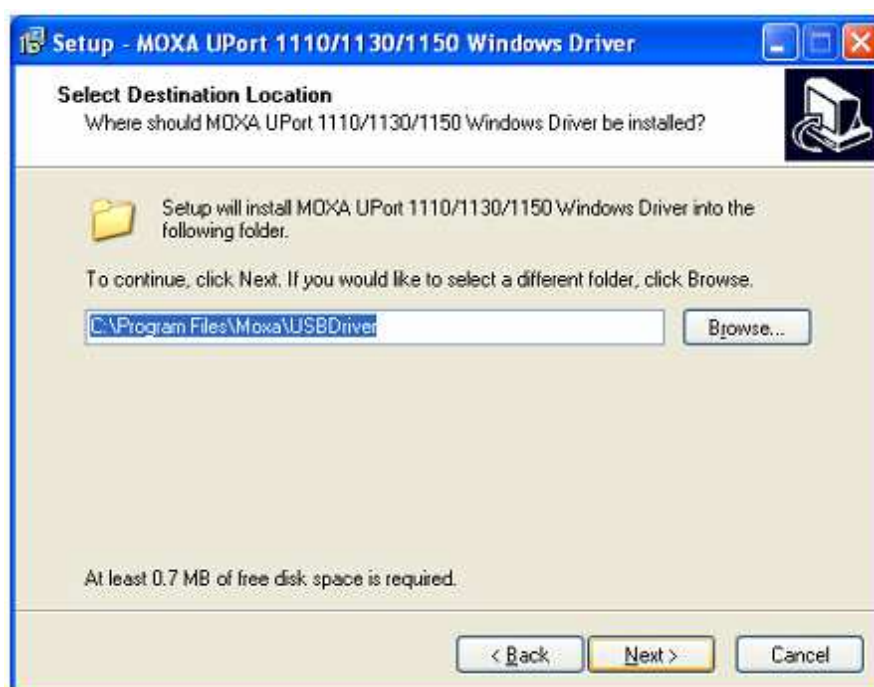 Setup - MOXA UPort 1110/1130/1150 Windows Driver
Select Destination Location
Where should MOXA UPort 1110/1130/1150 Windows Driver be installed?
Setup will install MOXA UPort 1110/1130/1150 Windows Driver into the
following folder.
To continue, click Next. If you would like to select a different folder, click Browse.
C:\Program Files\Moxa\USBDriver
Browse...
At least 0.7 MB of free disk space is required.
< Back
Next >
Cancel